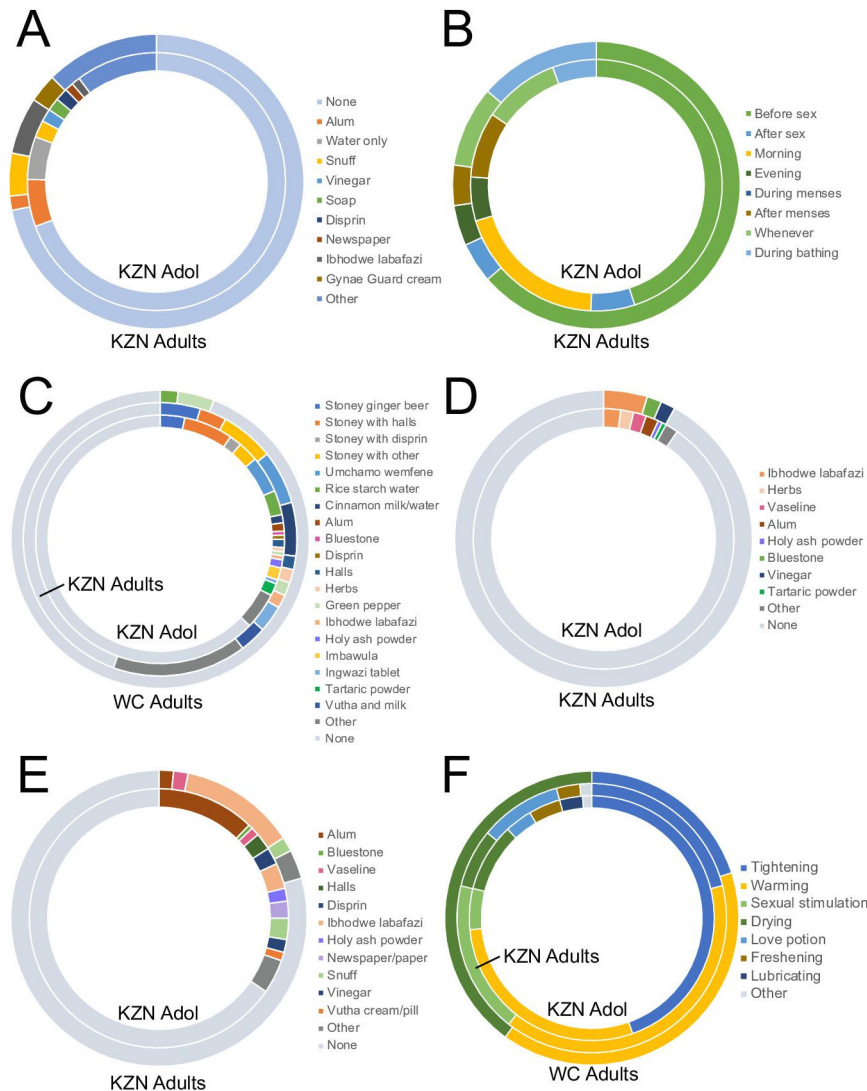 A
None
Alum
Water only
Snuff
Vinegar
Soap
Disprin
Newspaper
Ibhodwe labafazi
Gynae Guard cream
Other
KZN Adol
KZN Adults
B
Before sex
After sex
Morning
Evening
During menses
After menses
Whenever
During bathing
KZN Adol
KZN Adults
C
Stoney ginger beer
Stoney with halls
Stoney with disprin
Stoney with other
Umchamo wemfene
Rice starch water
Cinnamon milk/water
Alum
Bluestone
Disprin
Halls
Herbs
Green pepper
Ibhodwe labafazi
Holy ash powder
Imbawula
Ingwazi tablet
Tartaric powder
Vutha and milk
Other
None
KZN Adults
KZN Adol
WC Adults
D
Ibhodwe labafazi
Herbs
Vaseline
Alum
Holy ash powder
Bluestone
Vinegar
Tartaric powder
Other
None
KZN Adol
KZN Adults
E
Alum
Bluestone
Vaseline
Halls
Disprin
Ibhodwe labafazi
Holy ash powder
Newspaper/paper
Snuff
Vinegar
Vutha cream/pill
Other
None
KZN Adol
KZN Adults
F
Tightening
Warming
Sexual stimulation
Drying
Love potion
Freshening
Lubricating
Other
KZN Adults
KZN Adol
WC Adults